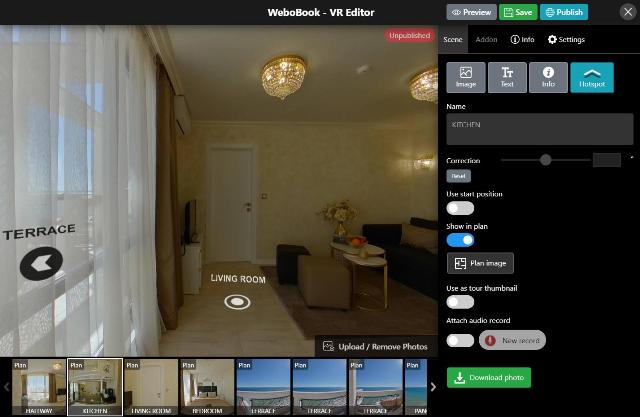 WeboBook - VR Editor
Preview
Save
Publish
Unpublished
Scene
Addon
Info
Settings
Image
Text
Info
Hotspot
Name
KITCHEN
Correction
Reset
Use start position
Show in plan
Plan image
Use as tour thumbnail
Attach audio record
New record
Download photo
TERRACE
LIVING ROOM
Upload / Remove Photos
Plan
Plan
Plan
Plan
Plan
Plan
Plan
Plan
HALLWAY
KITCHEN
LIVING ROOM
BEDROOM
TERRACE
TERRACE
TERRACE